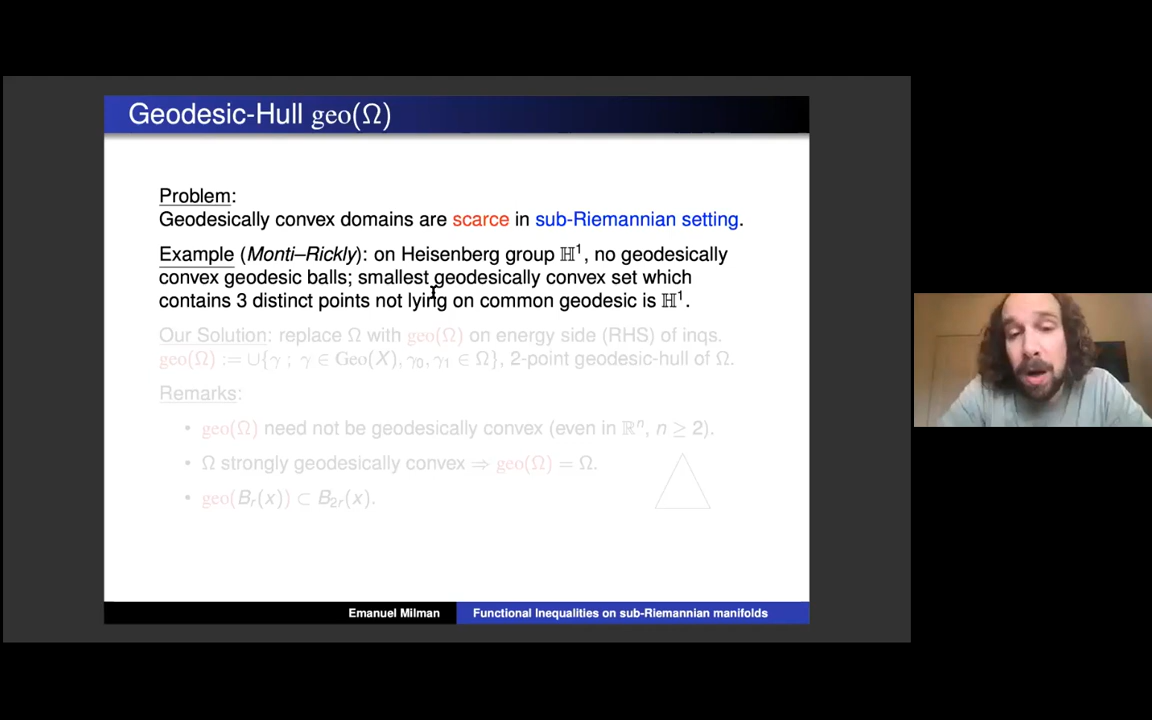 Geodesic-Hull geo(Ω)
Problem:
Geodesically convex domains are scarce in sub-Riemannian setting.
Example (Monti–Rickly): on Heisenberg group ℍ¹, no geodesically
convex geodesic balls; smallest geodesically convex set which
contains 3 distinct points not lying on common geodesic is ℍ¹.
Our Solution: replace Ω with geo(Ω) on energy side (RHS) of inqs.
geo(Ω) := ∪{γ ; γ ∈ Geo(X), γ₀, γ₁ ∈ Ω}, 2-point geodesic-hull of Ω.
Remarks:
• geo(Ω) need not be geodesically convex (even in ℝⁿ, n ≥ 2).
• Ω strongly geodesically convex ⇒ geo(Ω) = Ω.
• geo(Bᵣ(x)) ⊂ B₂ᵣ(x).
Emanuel Milman Functional Inequalities on sub-Riemannian manifolds